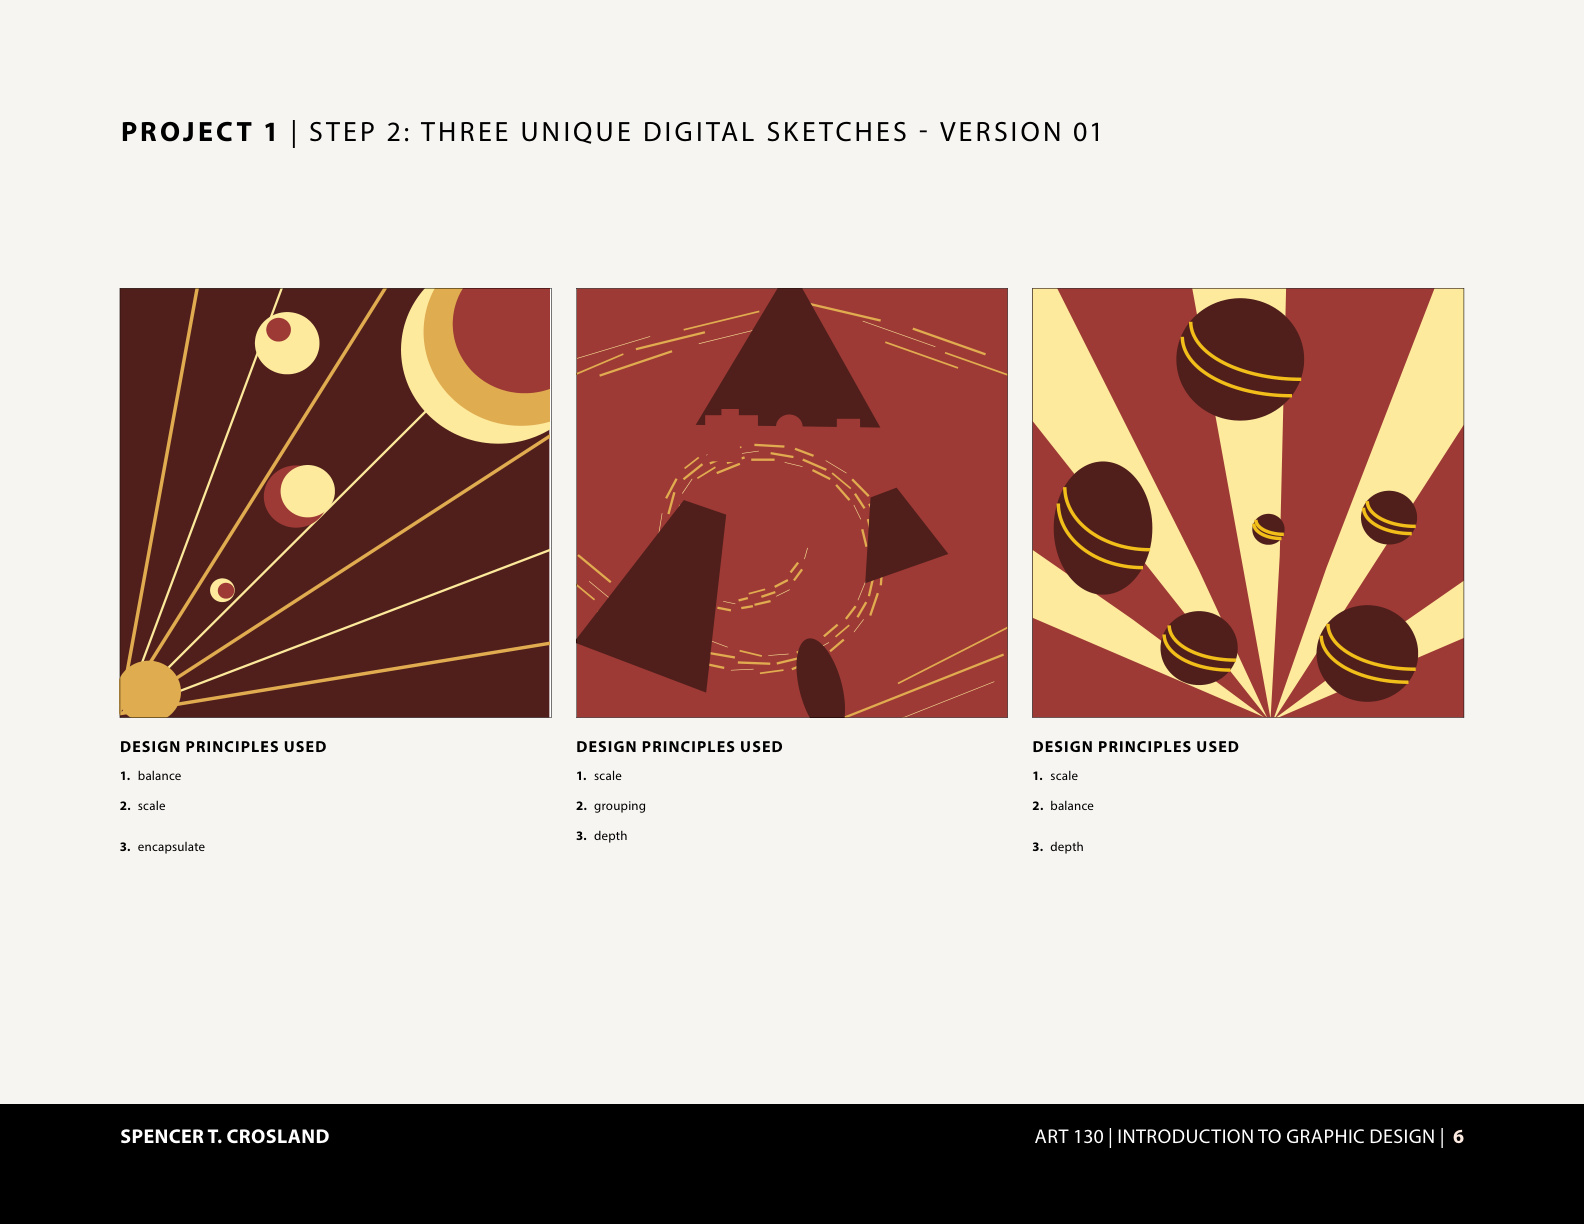 PROJECT 1 | STEP 2: THREE UNIQUE DIGITAL SKETCHES - VERSION 01
DESIGN PRINCIPLES USED
1. balance
2. scale
3. encapsulate
DESIGN PRINCIPLES USED
1. scale
2. grouping
3. depth
DESIGN PRINCIPLES USED
1. scale
2. balance
3. depth
SPENCER T. CROSLAND
ART 130 | INTRODUCTION TO GRAPHIC DESIGN | 6